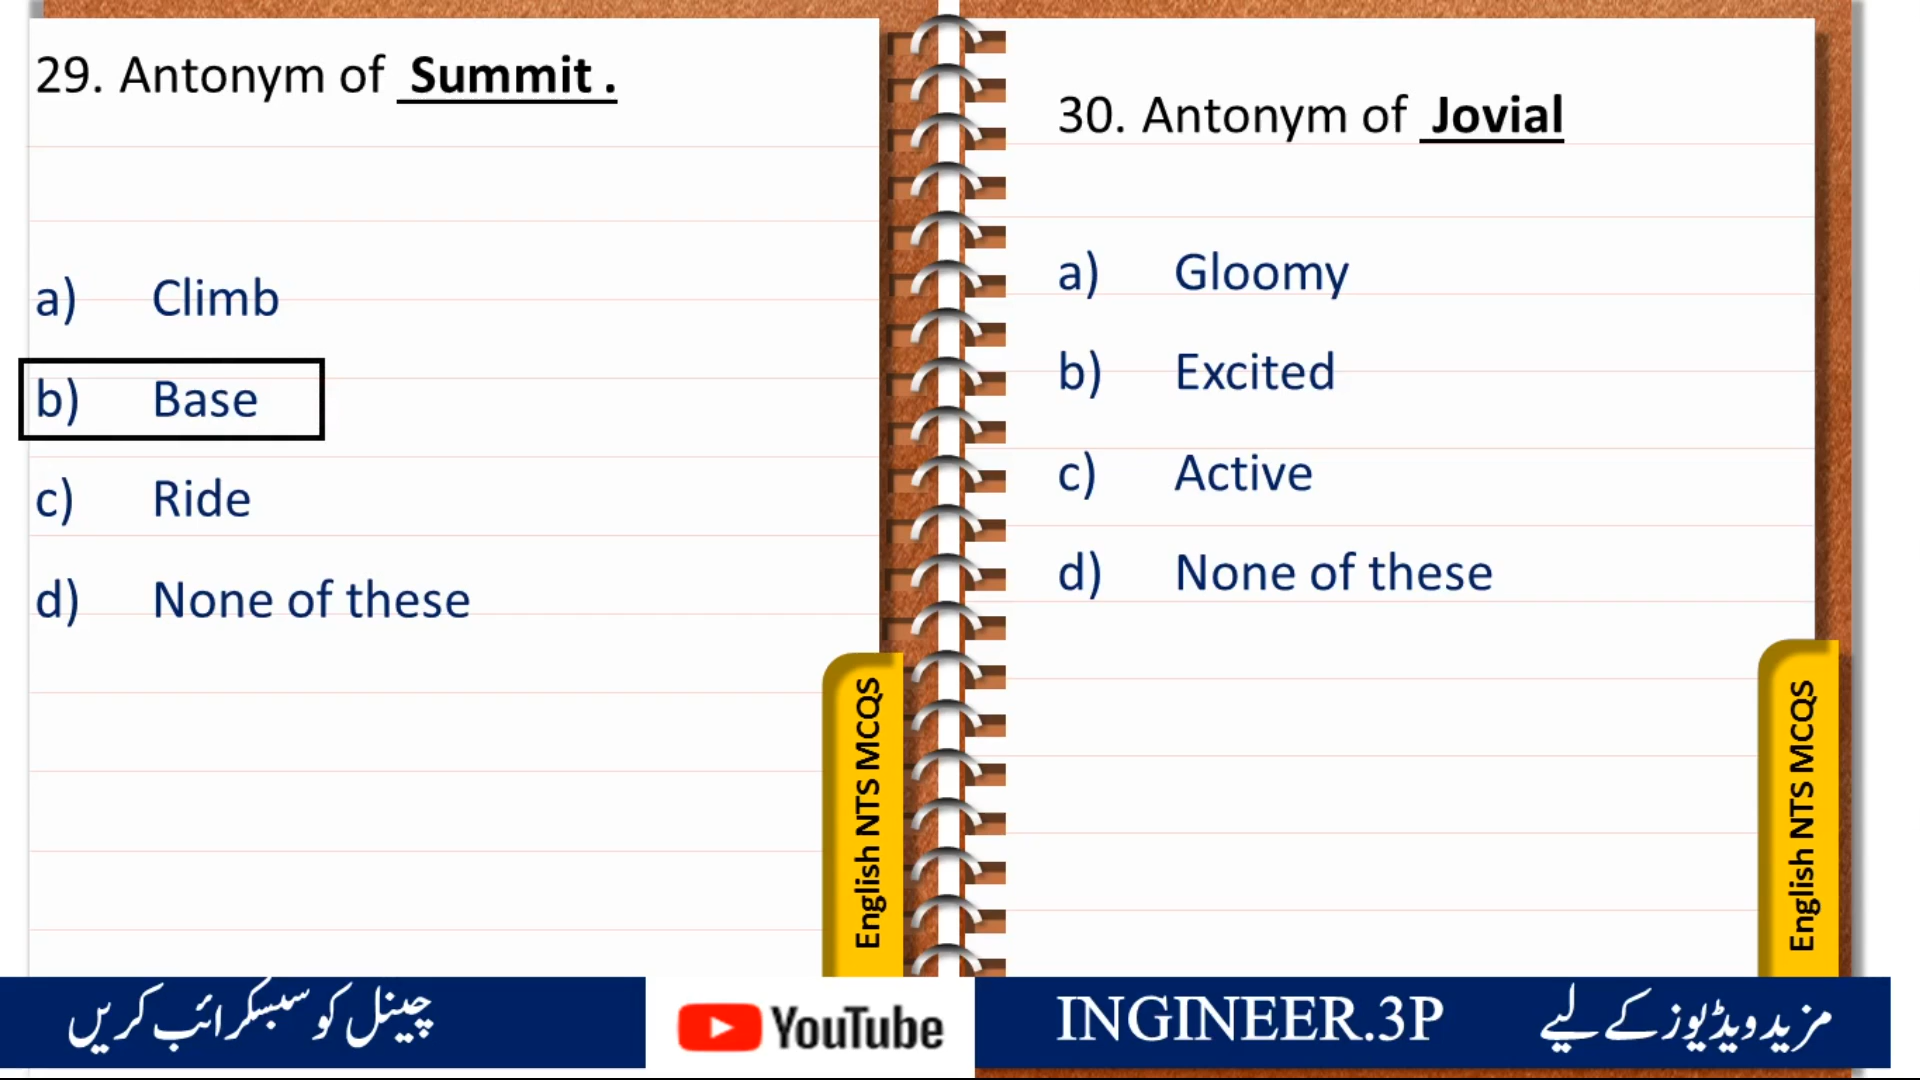 29. Antonym of Summit .
a) Climb
b) Base
c) Ride
d) None of these
English NTS MCQS
30. Antonym of Jovial
a) Gloomy
b) Excited
c) Active
d) None of these
English NTS MCQS
چینل کو سبسکرائب کریں
YouTube
INGINEER.3P
مزید ویڈیوز کے لیے